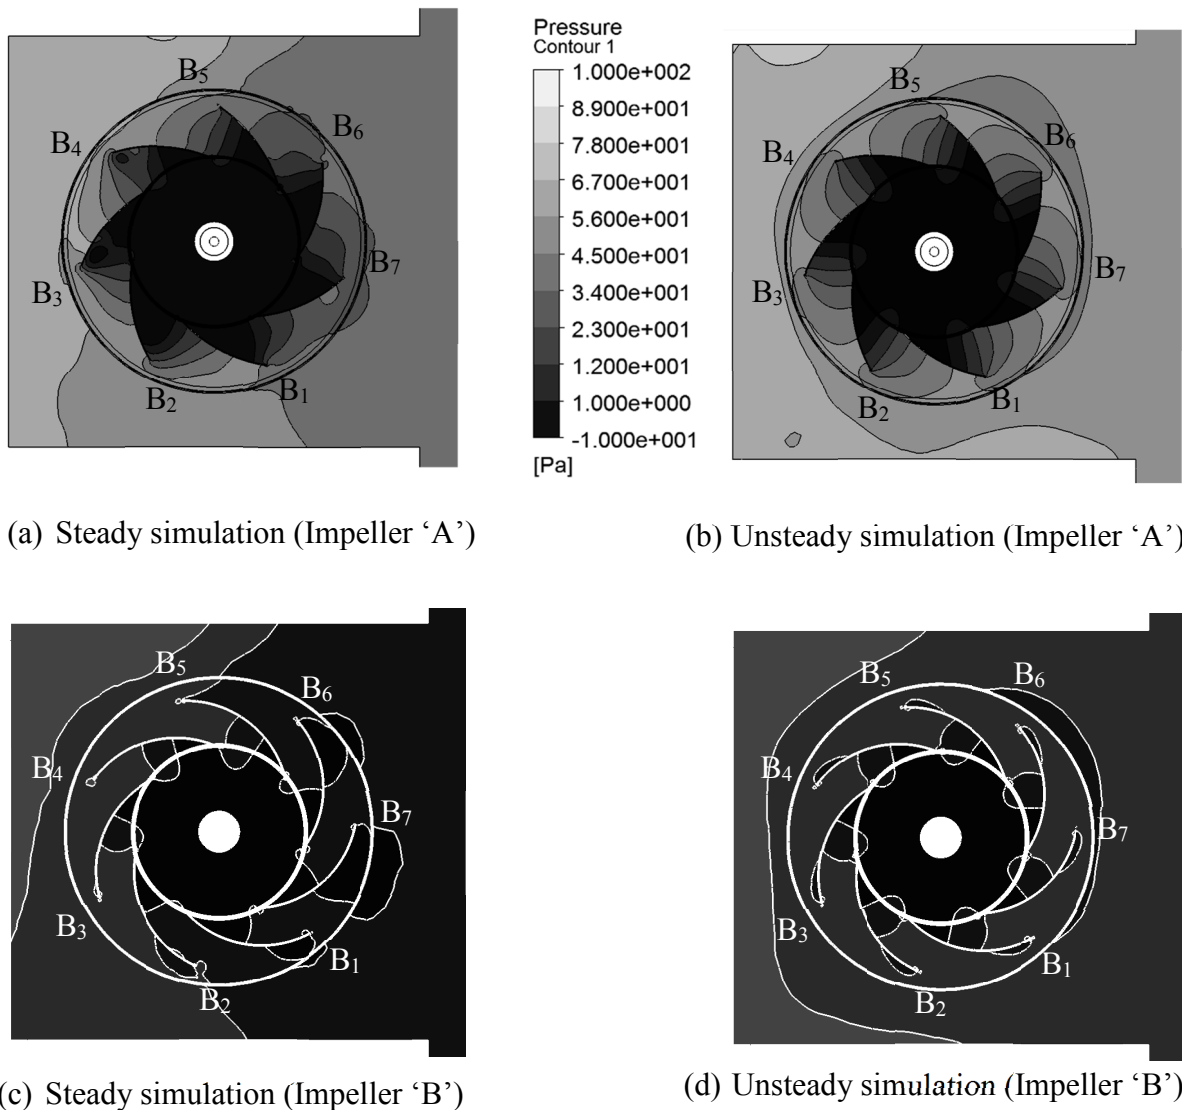 B5
B6
B4
B7
B3
B2
B1
Pressure
Contour 1
1.000e+002
8.900e+001
7.800e+001
6.700e+001
5.600e+001
4.500e+001
3.400e+001
2.300e+001
1.200e+001
1.000e+000
-1.000e+001
[Pa]
B5
B6
B4
B7
B3
B2
B1
(a) Steady simulation (Impeller ‘A’)
(b) Unsteady simulation (Impeller ‘A’)
B5
B6
B4
B7
B3
B1
B2
B5
B6
B4
B7
B3
B1
B2
(c) Steady simulation (Impeller ‘B’)
(d) Unsteady simulation (Impeller ‘B’)